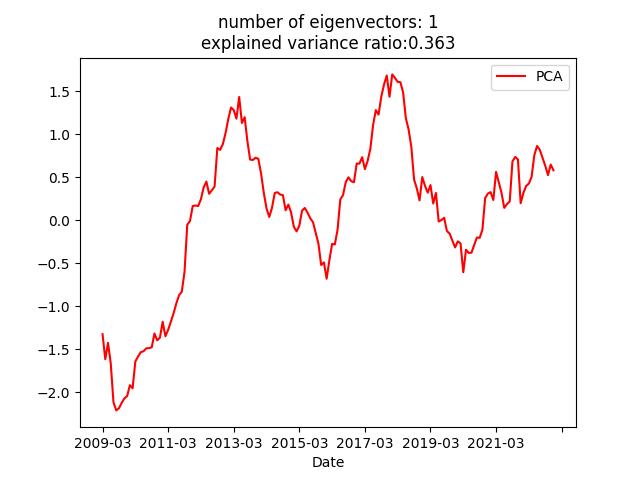 number of eigenvectors: 1
explained variance ratio:0.363
PCA
1.5
1.0
0.5
0.0
−0.5
−1.0
−1.5
−2.0
2009-03 2011-03 2013-03 2015-03 2017-03 2019-03 2021-03
Date